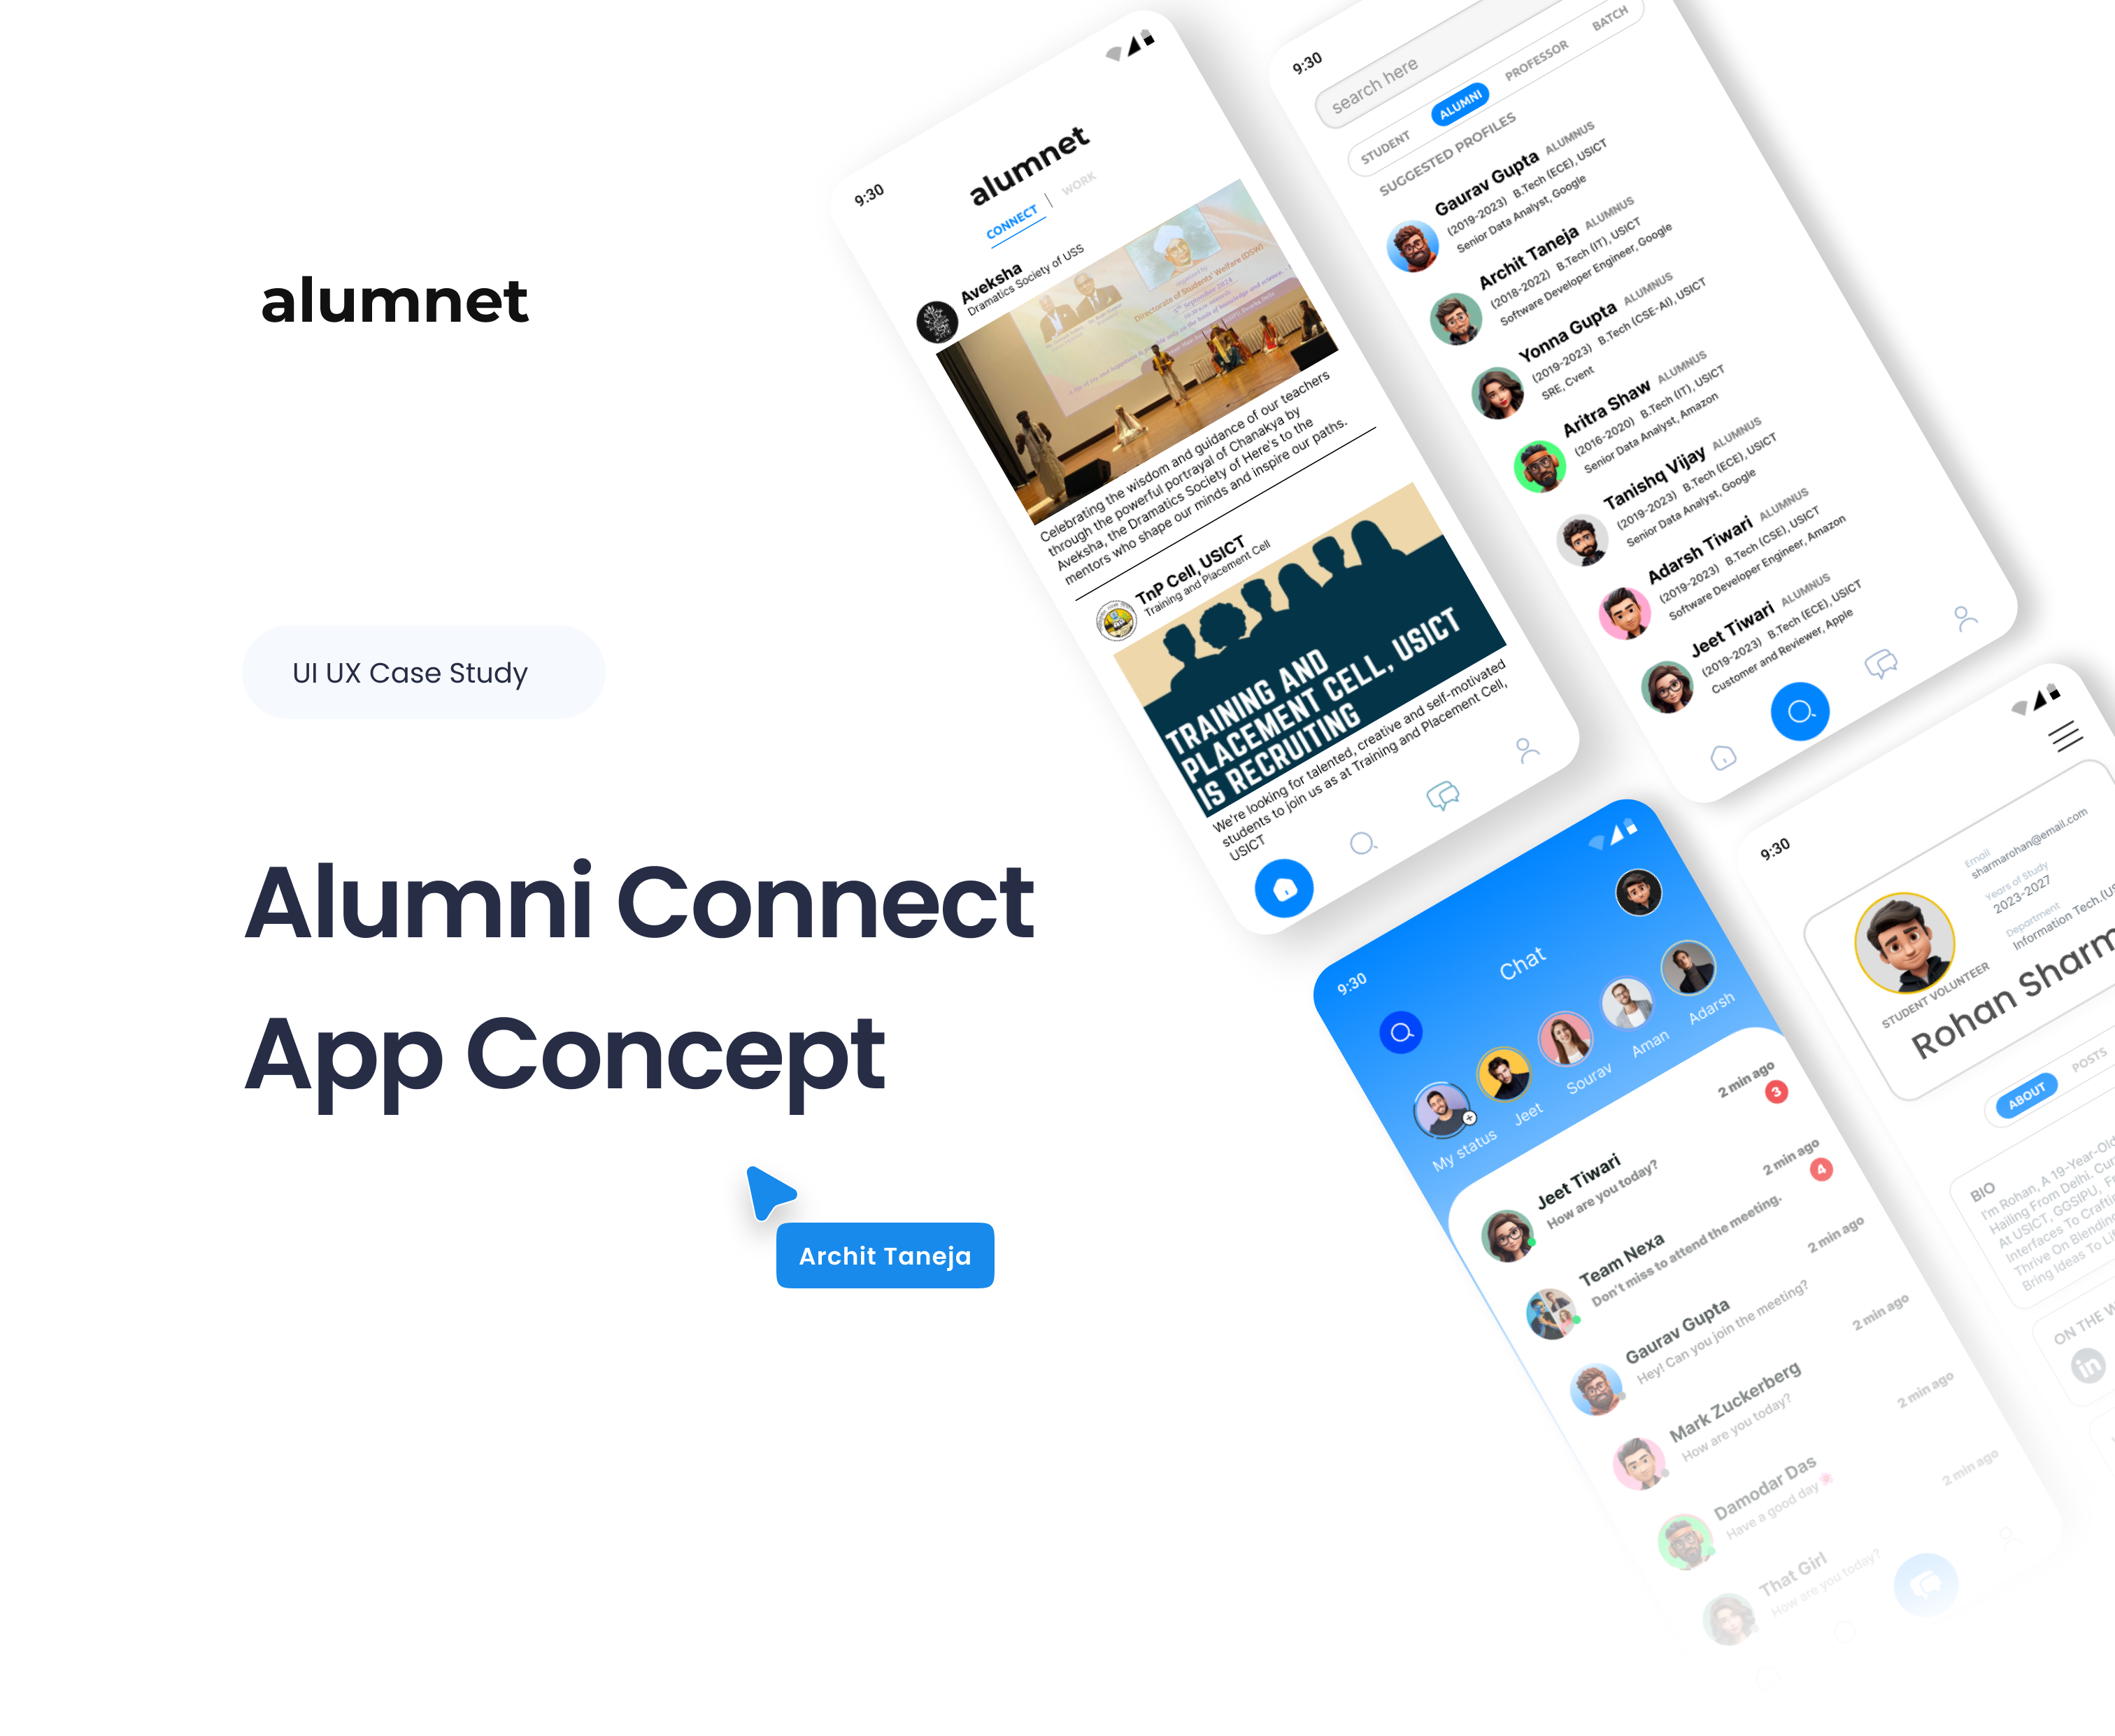 alumnet
UI UX Case Study
Alumni Connect
App Concept
Archit Taneja
9:30
alumnet
CONNECT | WORK
Aveksha
Dramatics Society of USS
Directorate of Students' Welfare (DSW)
Celebrating the wisdom and guidance of our teachers
through the powerful portrayal of Chanakya by
Aveksha, the Dramatics Society of Here's to the
mentors who shape our minds and inspire our paths.
TnP Cell, USICT
Training and Placement Cell
TRAINING AND
PLACEMENT CELL, USICT
IS RECRUITING
We're looking for talented, creative and self-motivated
students to join us as at Training and Placement Cell,
USICT
9:30
search here
STUDENT ALUMNI PROFESSOR BATCH
SUGGESTED PROFILES
Gaurav Gupta ALUMNUS
(2019-2023) B.Tech (ECE), USICT
Senior Data Analyst, Google
Archit Taneja ALUMNUS
(2018-2022) B.Tech (IT), USICT
Software Developer Engineer, Google
Yonna Gupta ALUMNUS
(2019-2023) B.Tech (CSE-AI), USICT
SRE, Cvent
Aritra Shaw ALUMNUS
(2016-2020) B.Tech (IT), USICT
Senior Data Analyst, Amazon
Tanishq Vijay ALUMNUS
(2019-2023) B.Tech (ECE), USICT
Senior Data Analyst, Google
Adarsh Tiwari ALUMNUS
(2019-2023) B.Tech (CSE), USICT
Software Developer Engineer, Amazon
Jeet Tiwari ALUMNUS
(2019-2023) B.Tech (ECE), USICT
Customer and Reviewer, Apple
9:30
Chat
My status Jeet Sourav Aman Adarsh
Jeet Tiwari 2 min ago
How are you today? 3
Team Nexa 2 min ago
Don't miss to attend the meeting. 4
Gaurav Gupta 2 min ago
Hey! Can you join the meeting?
Mark Zuckerberg 2 min ago
How are you today?
Damodar Das 2 min ago
Have a good day
That Girl 2 min ago
How are you today?
9:30
Email
sharmarohan@email.com
Years of Study
2023-2027
Department
Information Tech.(US
STUDENT VOLUNTEER
Rohan Sharm
ABOUT POSTS
BIO
I'm Rohan, A 19-Year-Old
Hailing From Delhi. Cur
At USICT, GGSIPU, Fr
Interfaces To Crafti
Thrive On Blending
Bring Ideas To Lif
ON THE W
in